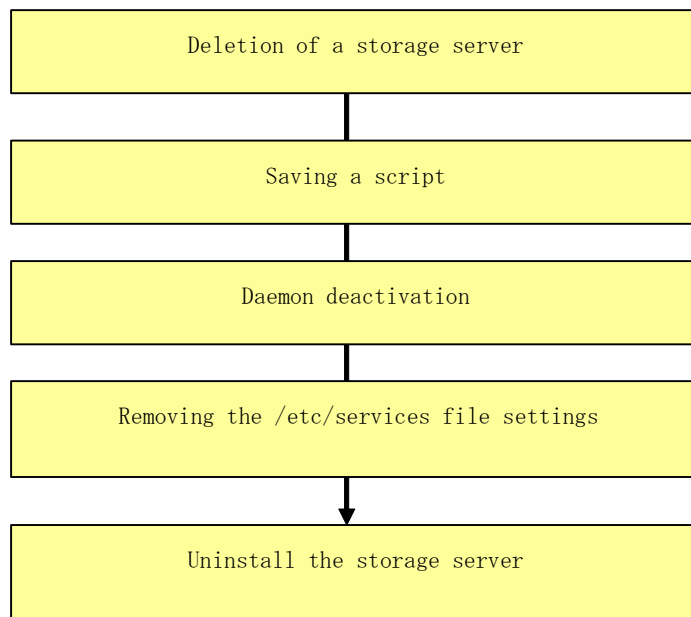 Deletion of a storage server
Saving a script
Daemon deactivation
Removing the /etc/services file settings
Uninstall the storage server